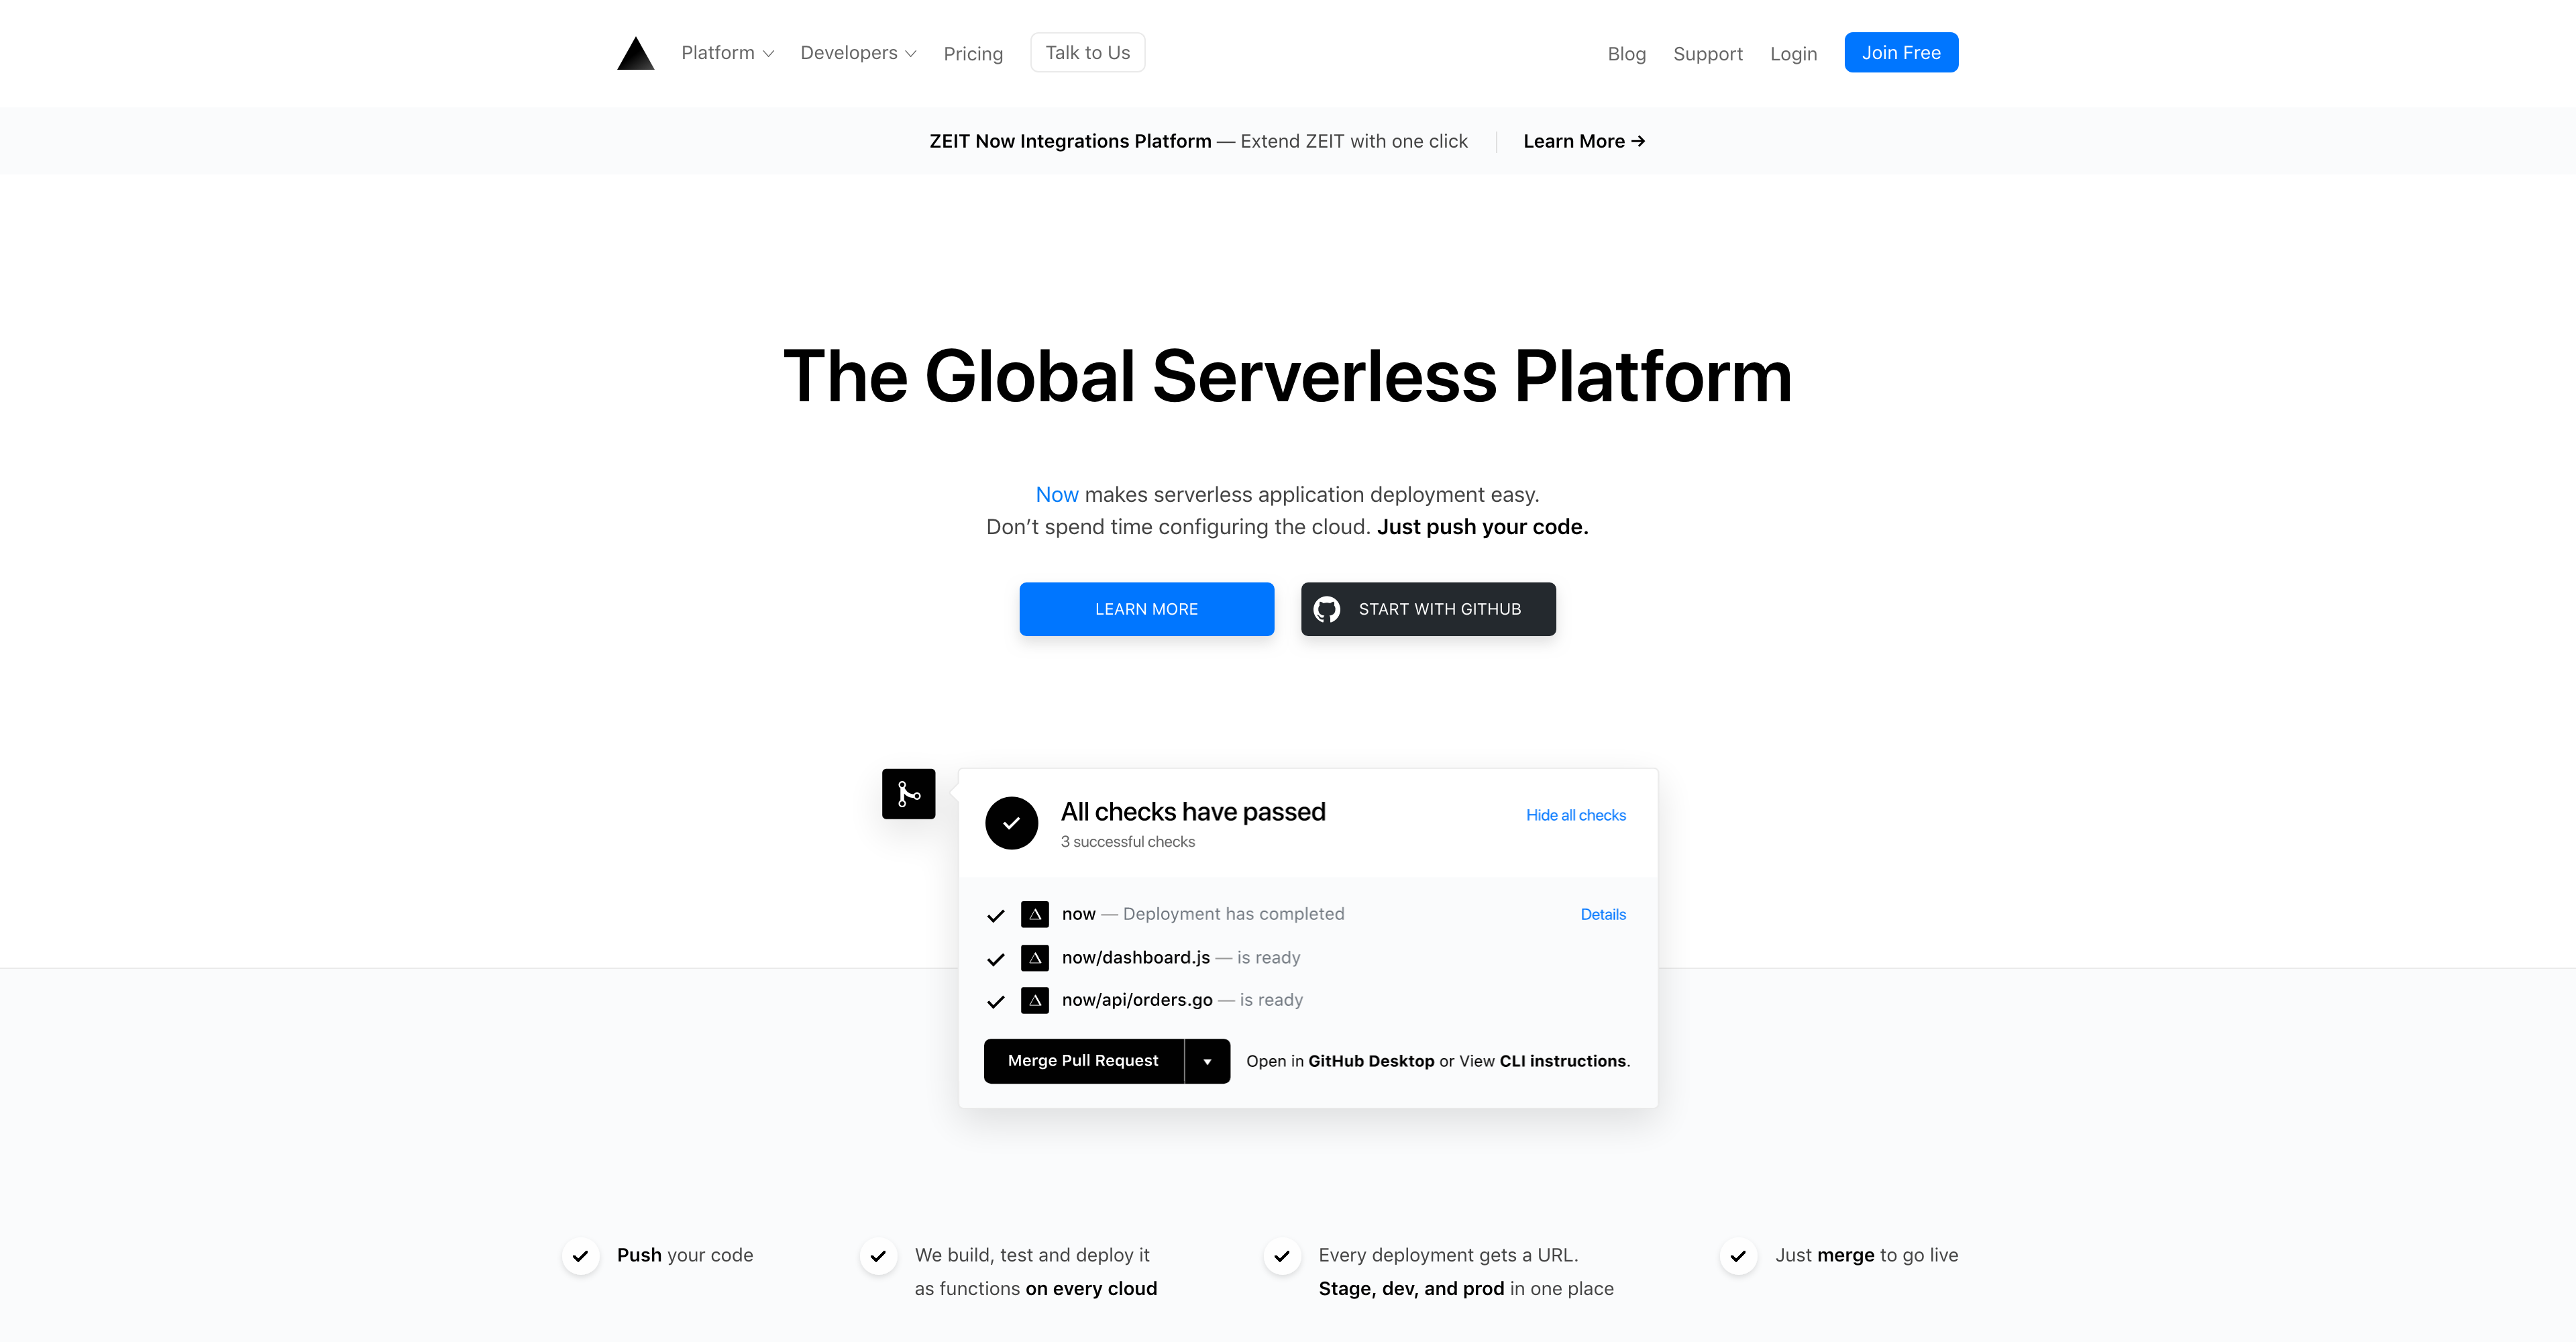 Platform Developers Pricing Talk to Us Blog Support Login Join Free
ZEIT Now Integrations Platform — Extend ZEIT with one click Learn More →
The Global Serverless Platform
Now makes serverless application deployment easy.
Don’t spend time configuring the cloud. Just push your code.
LEARN MORE START WITH GITHUB
All checks have passed
Hide all checks
3 successful checks
now — Deployment has completed Details
now/dashboard.js — is ready
now/api/orders.go — is ready
Merge Pull Request Open in GitHub Desktop or View CLI instructions.
Push your code
We build, test and deploy it
as functions on every cloud
Every deployment gets a URL.
Stage, dev, and prod in one place
Just merge to go live